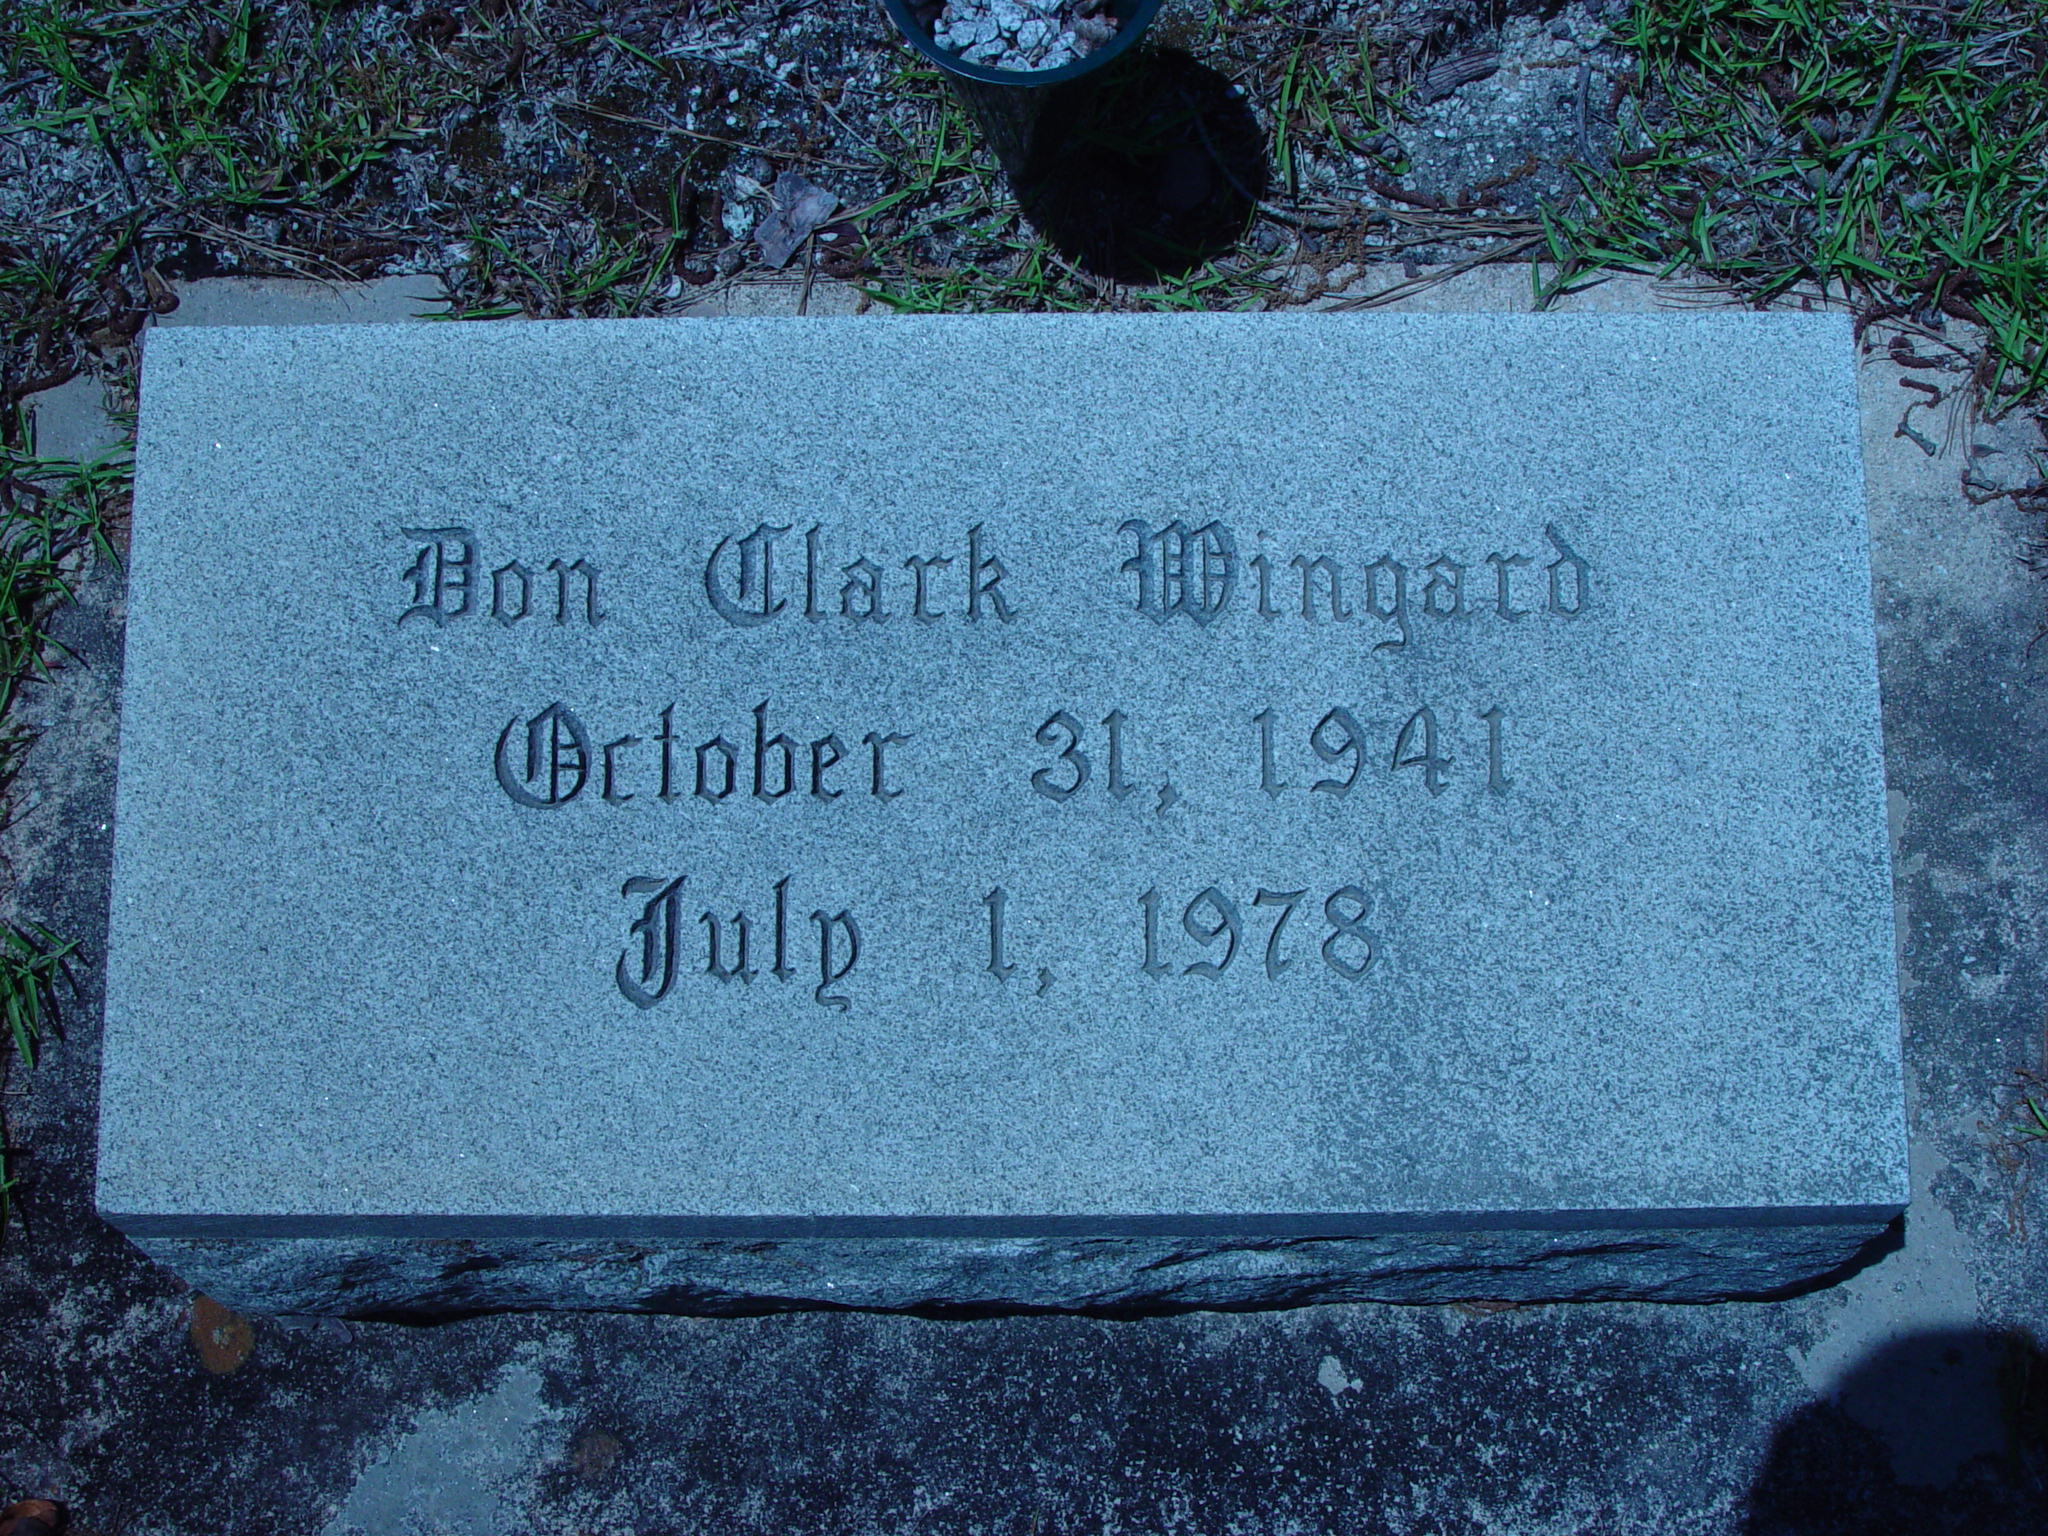 Don Clark Wingard
October 31, 1941
July 1, 1978